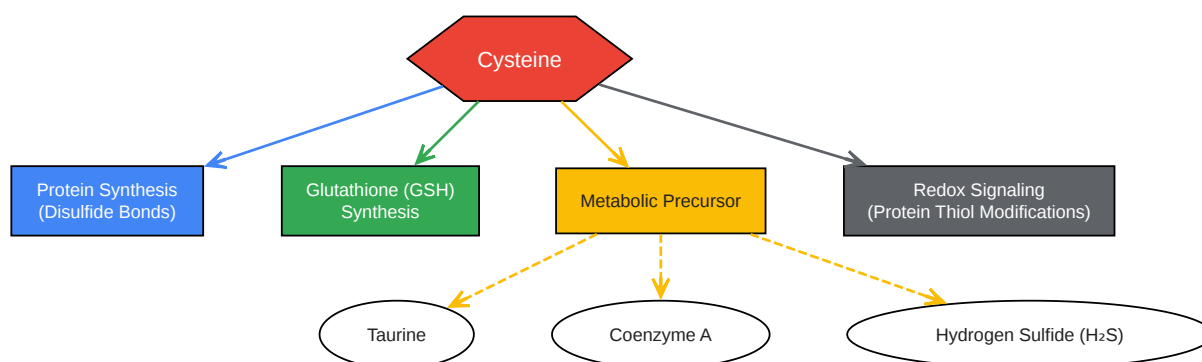 Cysteine
Protein Synthesis
(Disulfide Bonds)
Glutathione (GSH)
Synthesis
Metabolic Precursor
Redox Signaling
(Protein Thiol Modifications)
Taurine
Coenzyme A
Hydrogen Sulfide (H₂S)